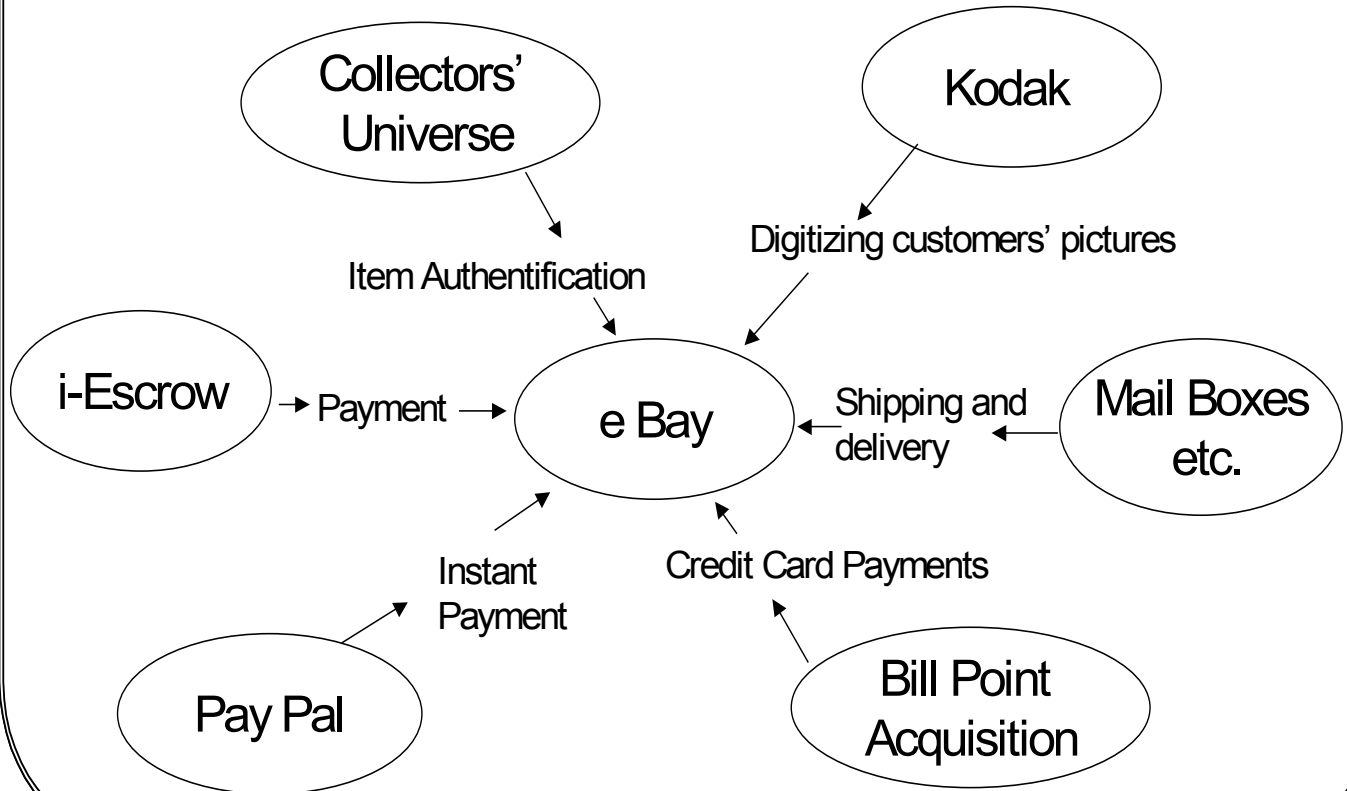 Collectors'
Universe
Kodak
Digitizing customers' pictures
Item Authentification
i-Escrow
Payment
e Bay
Shipping and
delivery
Mail Boxes
etc.
Instant
Payment
Credit Card Payments
Pay Pal
Bill Point
Acquisition